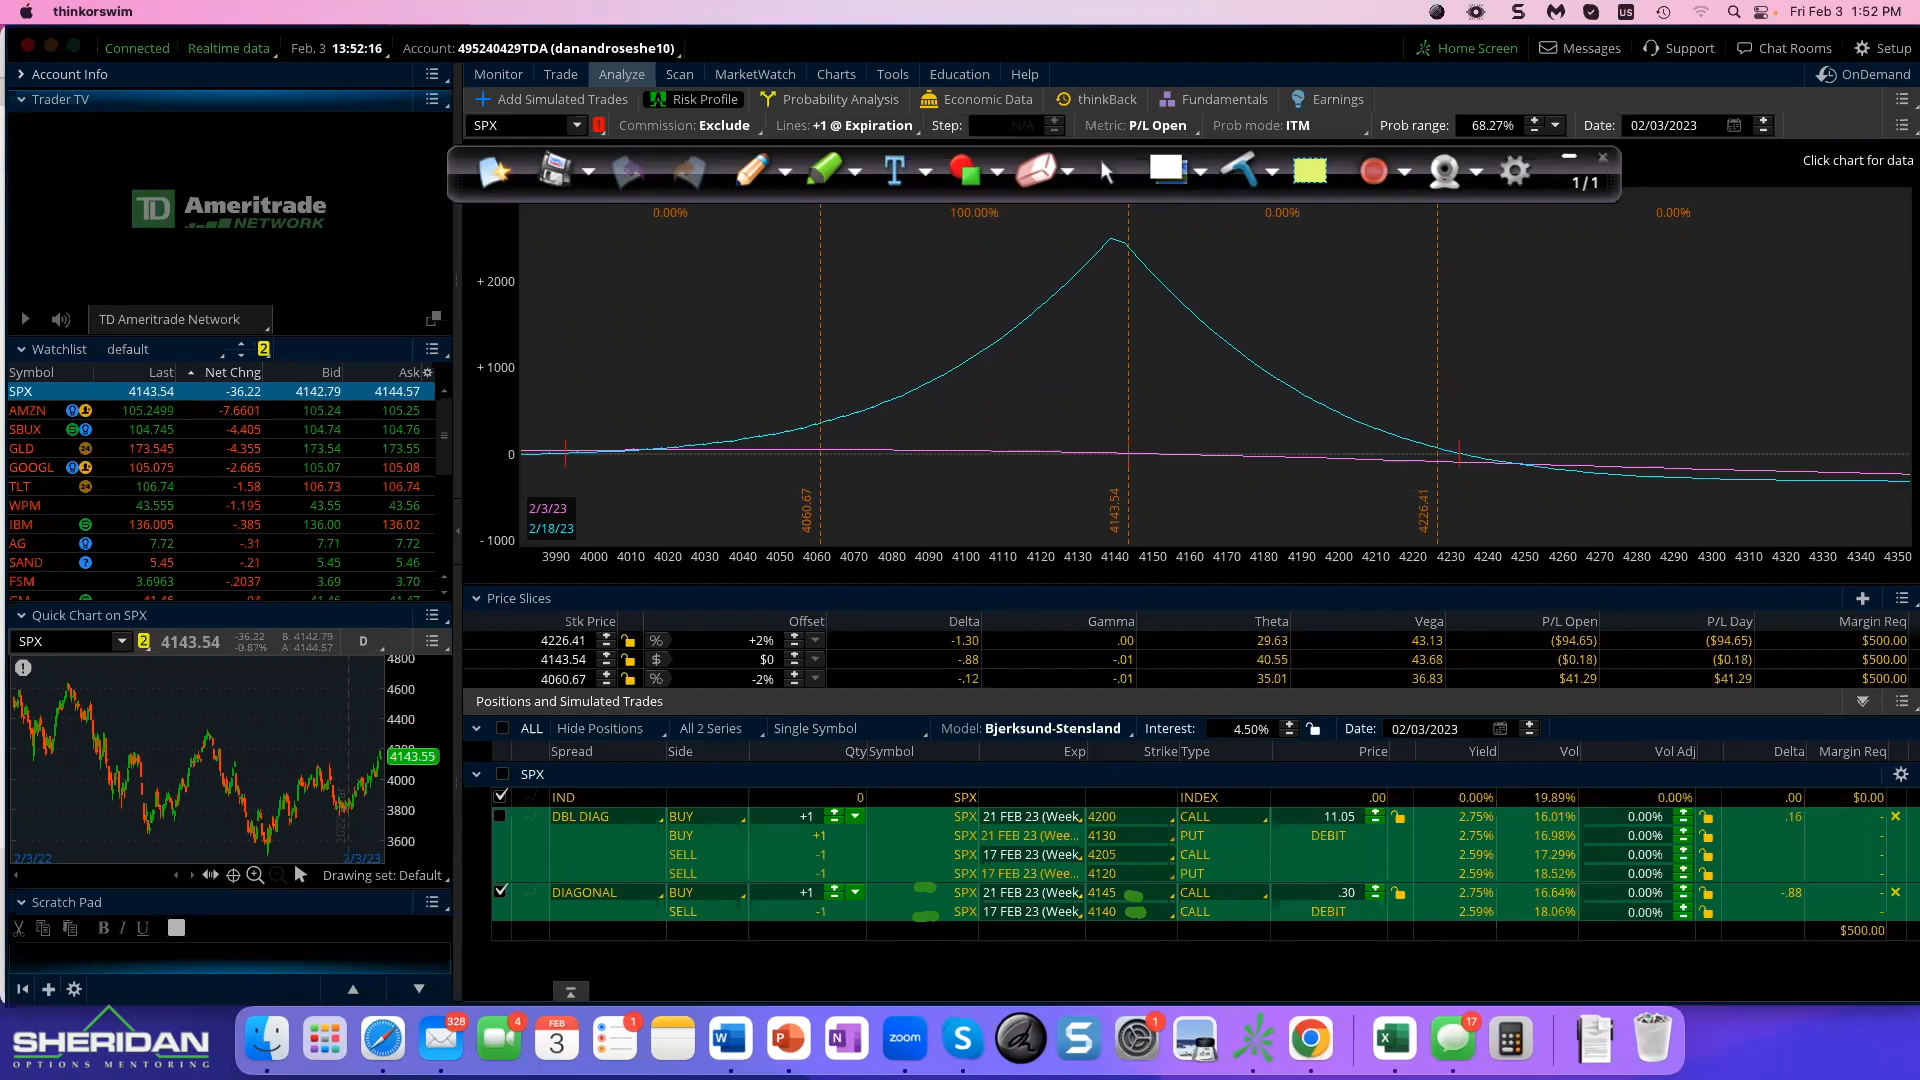 thinkorswim
Fri Feb 3 1:52 PM
US
Connected Realtime data Feb, 3 13:52:16 Account: 495240429TDA (danandroseshe10)
Home Screen Messages Support Chat Rooms Setup
Account Info
Monitor Trade Analyze Scan MarketWatch Charts Tools Education Help
OnDemand
Trader TV
Add Simulated Trades Risk Profile Probability Analysis Economic Data thinkBack Fundamentals Earnings
SPX 1 Commission: Exclude Lines: +1 @ Expiration Step: N/A Metric: P/L Open Prob mode: ITM Prob range: 68.27% Date: 02/03/2023
Click chart for data
1/1
TD Ameritrade
NETWORK
0.00% 100.00% 0.00% 0.00%
+ 2000
+ 1000
0
- 1000
4060.67
4143.54
4226.41
2/3/23
2/18/23
3990 4000 4010 4020 4030 4040 4050 4060 4070 4080 4090 4100 4110 4120 4130 4140 4150 4160 4170 4180 4190 4200 4210 4220 4230 4240 4250 4260 4270 4280 4290 4300 4310 4320 4330 4340 4350
TD Ameritrade Network
Watchlist default 2
Symbol Last Net Chng Bid Ask
SPX 4143.54 -36.22 4142.79 4144.57
AMZN 105.2499 -7.6601 105.24 105.25
SBUX 104.745 -4.405 104.74 104.76
GLD 173.545 -4.355 173.54 173.55
GOOGL 105.075 -2.665 105.07 105.08
TLT 106.74 -1.58 106.73 106.74
WPM 43.555 -1.195 43.55 43.56
IBM 136.005 -.385 136.00 136.02
AG 7.72 -.31 7.71 7.72
SAND 5.45 -.21 5.45 5.46
FSM 3.6963 -.2037 3.69 3.70
Quick Chart on SPX
SPX 2 4143.54 -36.22 -0.87% B: 4142.79 A: 4144.57 D
4800
4600
4400
4143.55
4000
3800
3600
2/3/22 2/3/23
Drawing set: Default
Scratch Pad
B I U
Price Slices
Stk Price Offset Delta Gamma Theta Vega P/L Open P/L Day Margin Req
4226.41 % +2% -1.30 .00 29.63 43.13 ($94.65) ($94.65) $500.00
4143.54 $ $0 -.88 -.01 40.55 43.68 ($0.18) ($0.18) $500.00
4060.67 % -2% -.12 -.01 35.01 36.83 $41.29 $41.29 $500.00
Positions and Simulated Trades
ALL Hide Positions All 2 Series Single Symbol Model: Bjerksund-Stensland Interest: 4.50% Date: 02/03/2023
Spread Side Qty Symbol Exp Strike Type Price Yield Vol Vol Adj Delta Margin Req
SPX
IND 0 SPX INDEX .00 0.00% 19.89% 0.00% .00 $0.00
DBL DIAG BUY +1 SPX 21 FEB 23 (Week 4200 CALL 11.05 2.75% 16.01% 0.00% .16 -
BUY +1 SPX 21 FEB 23 (Wee... 4130 PUT DEBIT 2.75% 16.98% 0.00% -
SELL -1 SPX 17 FEB 23 (Week 4205 CALL 2.59% 17.29% 0.00% -
SELL -1 SPX 17 FEB 23 (Wee... 4120 PUT 2.59% 18.52% 0.00% -
DIAGONAL BUY +1 SPX 21 FEB 23 (Week 4145 CALL .30 2.75% 16.64% 0.00% -.88 -
SELL -1 SPX 17 FEB 23 (Week 4140 CALL DEBIT 2.59% 18.06% 0.00% -
$500.00
SHERIDAN
OPTIONS MENTORING
328 4 FEB 3 1 W P N zoom S S 1 X 17